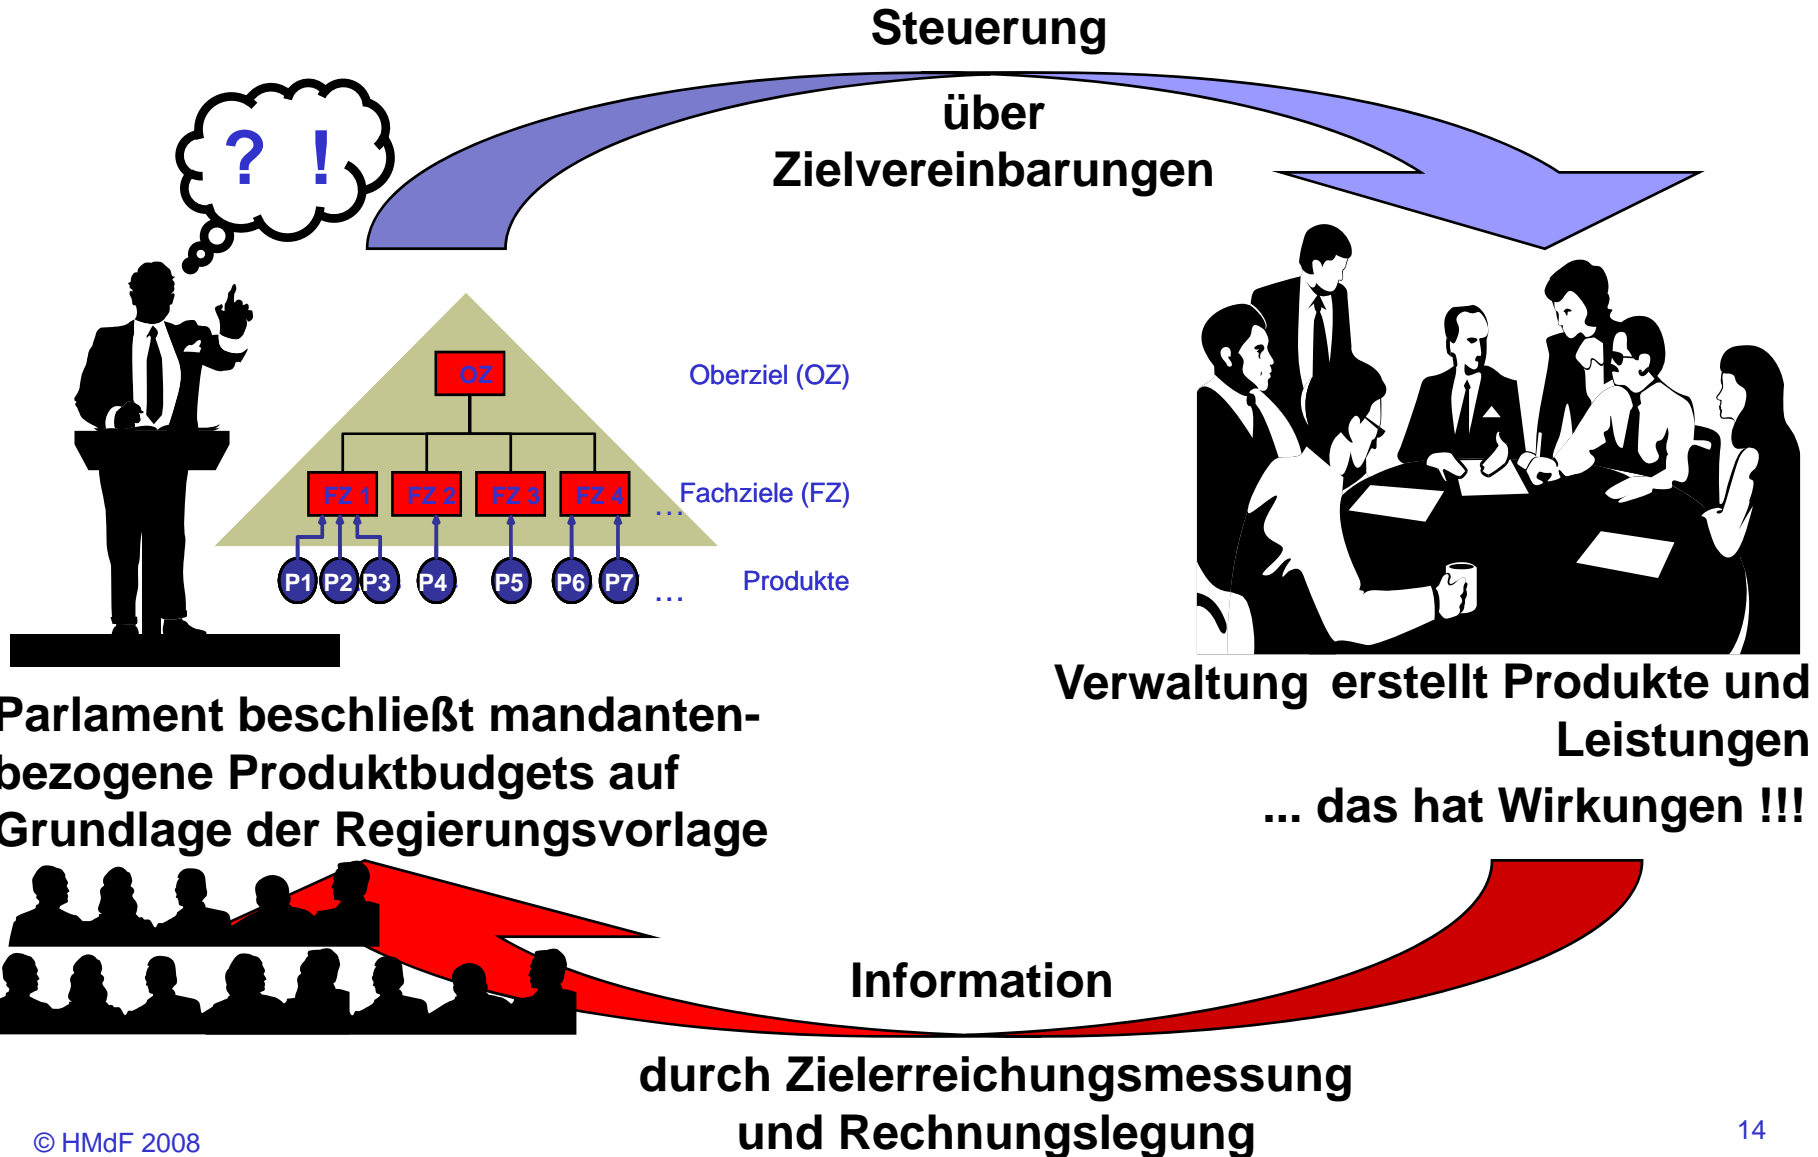 Steuerung
über
Zielvereinbarungen
? !
OZ
Oberziel (OZ)
FZ 1 FZ 2 FZ 3 FZ 4 ... Fachziele (FZ)
P1 P2 P3 P4 P5 P6 P7 ... Produkte
Parlament beschließt mandanten-
bezogene Produktbudgets auf
Grundlage der Regierungsvorlage
Verwaltung erstellt Produkte und
Leistungen
... das hat Wirkungen !!!
Information
durch Zielerreichungsmessung
und Rechnungslegung
© HMdF 2008
14